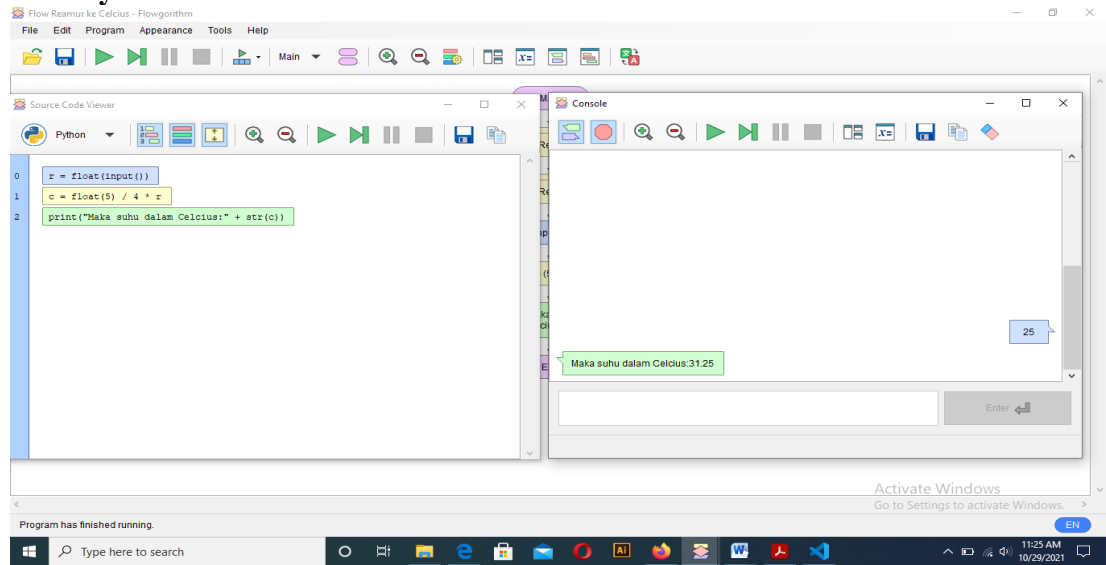 Flow Reamur ke Celcius - Flowgorithm
File Edit Program Appearance Tools Help
Main
Source Code Viewer
Python
0 r = float(input())
1 c = float(5) / 4 * r
2 print("Maka suhu dalam Celcius:" + str(c))
Console
25
Maka suhu dalam Celcius:31.25
Enter
Activate Windows
Go to Settings to activate Windows.
Program has finished running.
EN
Type here to search
11:25 AM
10/29/2021